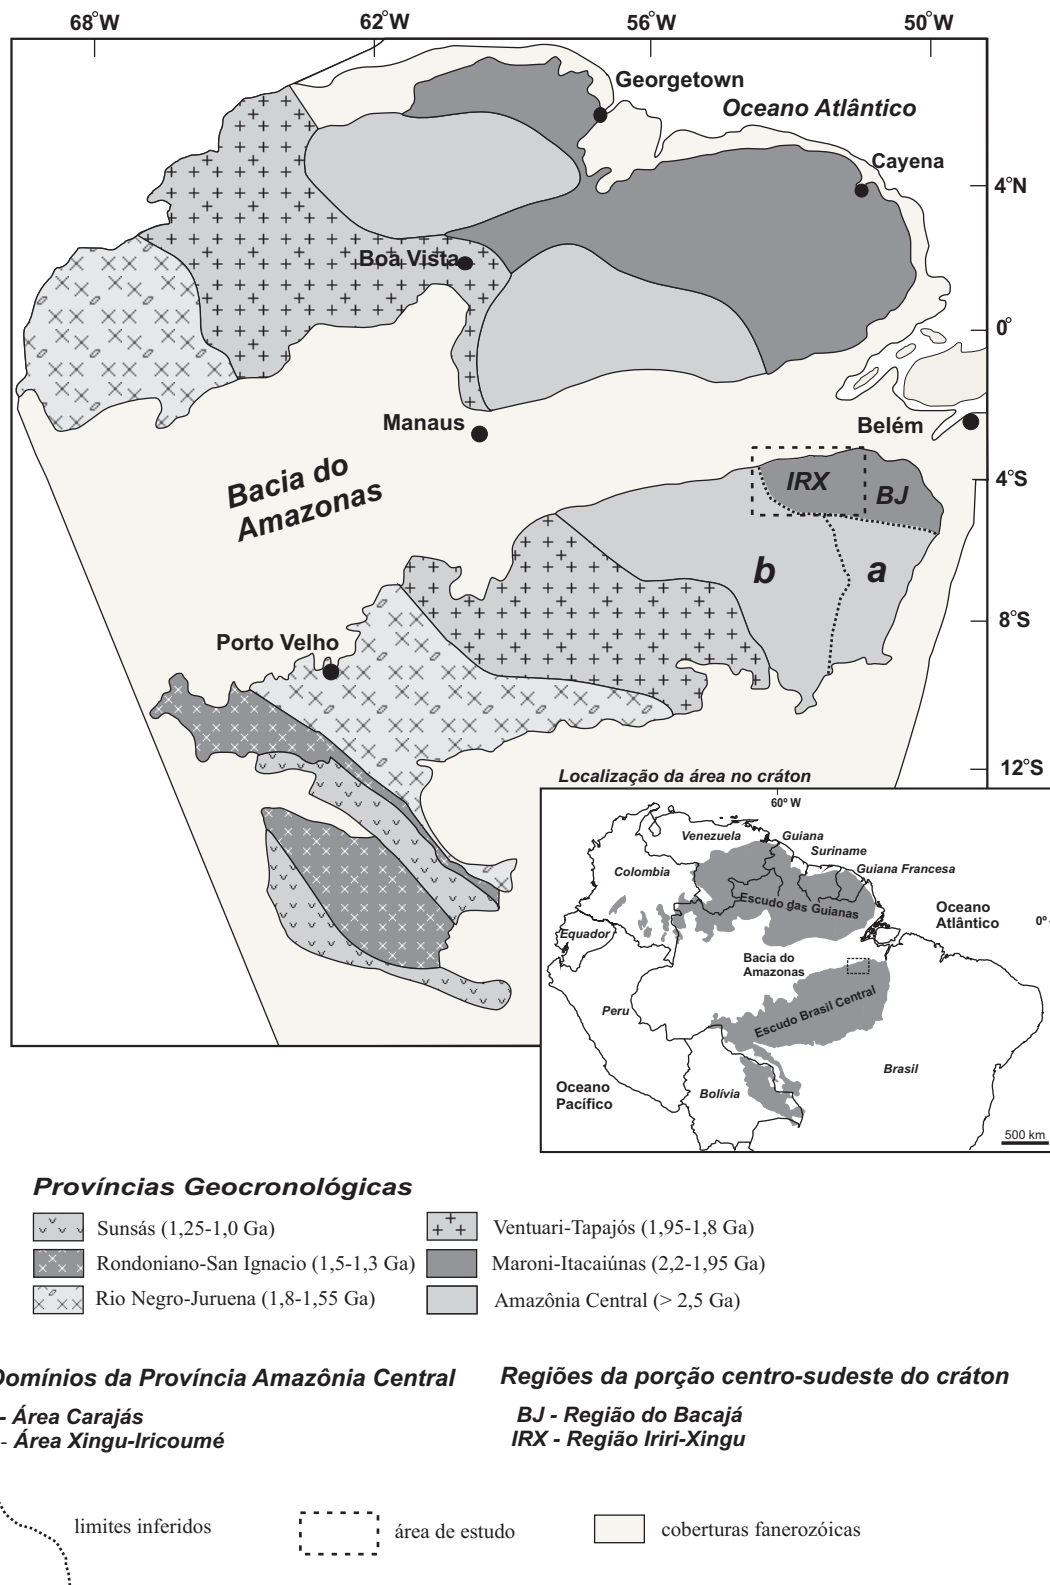 68°W 62°W 56°W 50°W
Georgetown
Oceano Atlântico
Cayena
4°N
Boa Vista
0°
Manaus
Belém
Bacia do
Amazonas
IRX
BJ
4°S
b
a
8°S
Porto Velho
12°S
Localização da área no cráton
60º W
Venezuela
Guiana
Suriname
Guiana Francesa
Colombia
Escudo das Guianas
Oceano
Atlântico
0º
Equador
Bacia do
Amazonas
Peru
Escudo Brasil Central
Brasil
Oceano
Pacífico
Bolívia
500 km
Províncias Geocronológicas
Sunsás (1,25-1,0 Ga)
Rondoniano-San Ignacio (1,5-1,3 Ga)
Rio Negro-Juruena (1,8-1,55 Ga)
Ventuari-Tapajós (1,95-1,8 Ga)
Maroni-Itacaiúnas (2,2-1,95 Ga)
Amazônia Central (> 2,5 Ga)
Domínios da Província Amazônia Central
- Área Carajás
- Área Xingu-Iricoumé
Regiões da porção centro-sudeste do cráton
BJ - Região do Bacajá
IRX - Região Iriri-Xingu
limites inferidos
área de estudo
coberturas fanerozóicas